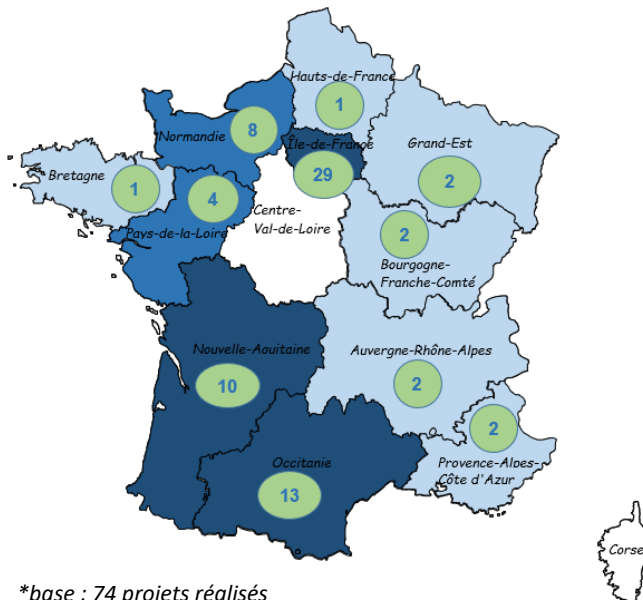 Hauts-de-France
1
Normandie
8
Île-de-France
29
Grand-Est
2
Bretagne
1
4
Pays-de-la-Loire
Centre-
Val-de-Loire
2
Bourgogne-
Franche-Comté
Nouvelle-Aquitaine
10
Auvergne-Rhône-Alpes
2
2
Provence-Alpes-
Côte d'Azur
Occitanie
13
Corse
*base : 74 projets réalisés